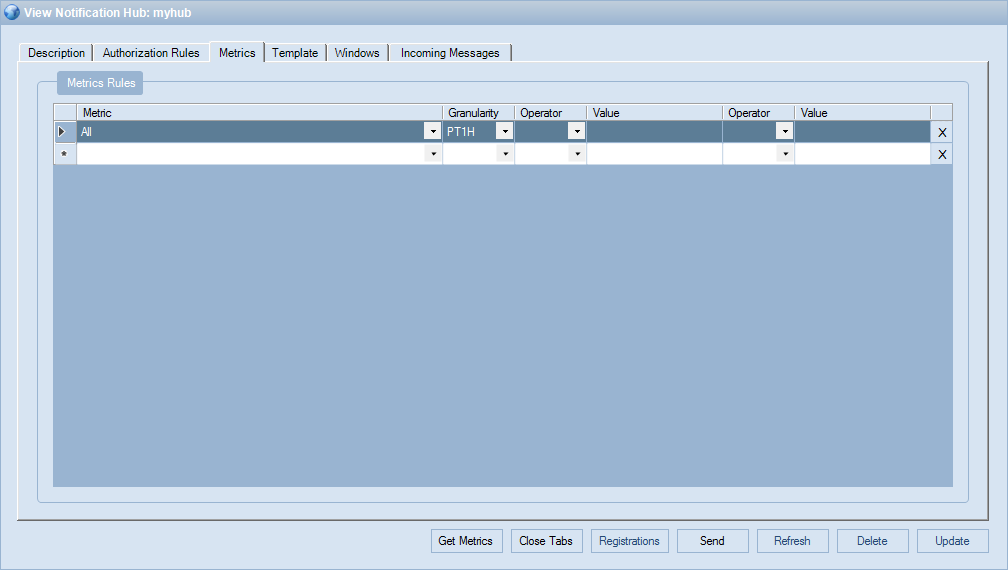 View Notification Hub: myhub
Description Authorization Rules Metrics Template Windows Incoming Messages
Metrics Rules
Metric Granularity Operator Value Operator Value
All PT1H X
* X
Get Metrics Close Tabs Registrations Send Refresh Delete Update